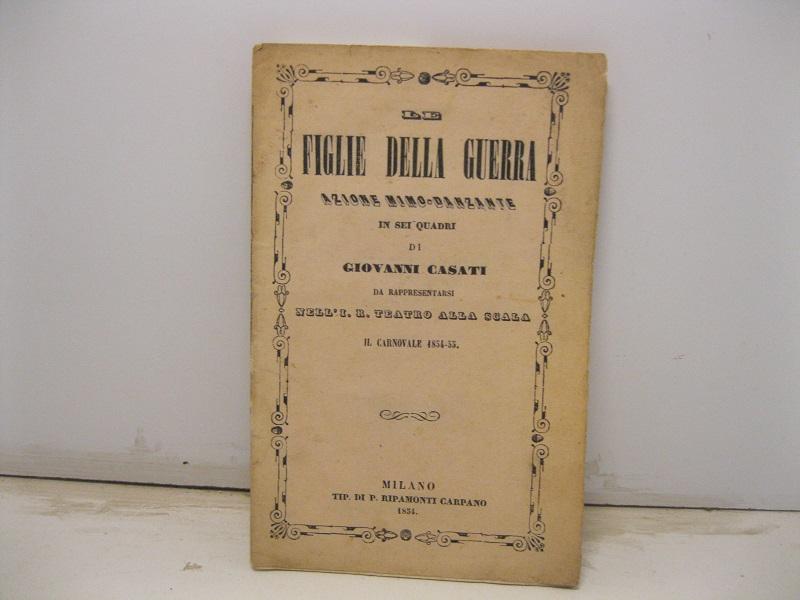 LE
FIGLIE DELLA GUERRA
AZIONE MIMO-DANZANTE
IN SEI QUADRI
DI
GIOVANNI CASATI
DA RAPPRESENTARSI
NELL'I. R. TEATRO ALLA SCALA
IL CARNOVALE 1854-55.
MILANO
TIP. DI P. RIPAMONTI CARPANO
1854.